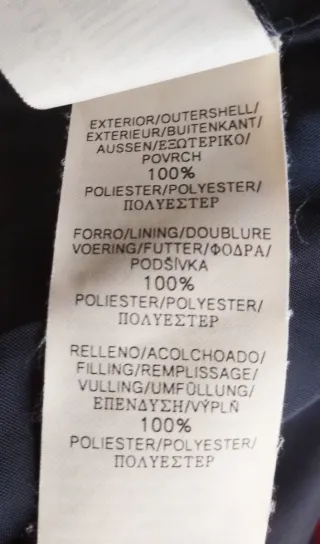 EXTERIOR/OUTERSHELL/
EXTERIEUR/BUITENKANT/
AUSSEN/ΕΞΩΤΕΡΙΚΟ/
POVRCH
100%
POLIESTER/POLYESTER/
ΠΟΛΥΕΣΤΕΡ
FORRO/LINING/DOUBLURE
VOERING/FUTTER/ΦΟΔΡΑ/
PODŠIVKA
100%
POLIESTER/POLYESTER/
ΠΟΛΥΕΣΤΕΡ
RELLENO/ACOLCHOADO/
FILLING/REMPLISSAGE/
VULLING/UMFÜLLUNG/
ΕΠΕΝΔΥΣΗ/VÝPLŇ
100%
POLIESTER/POLYESTER/
ΠΟΛΥΕΣΤΕΡ